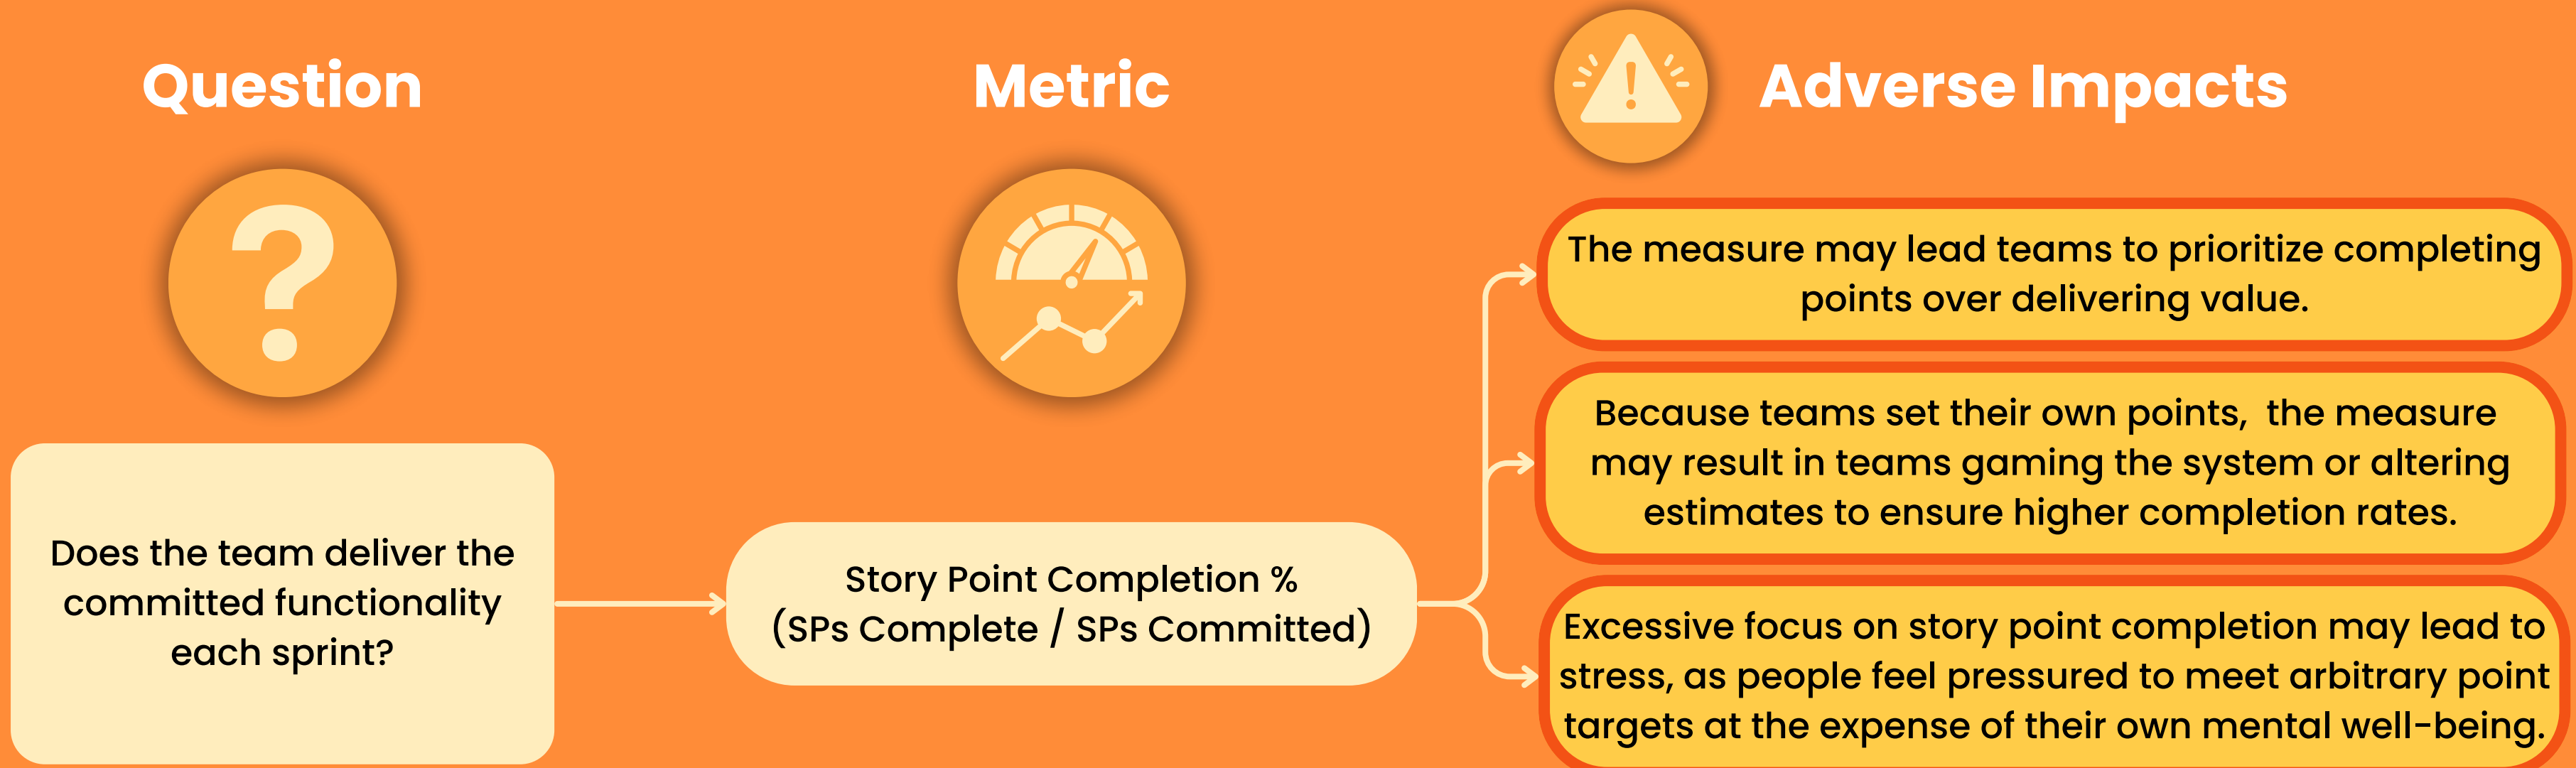 Question
Metric
Adverse Impacts
Does the team deliver the
committed functionality
each sprint?
Story Point Completion %
(SPs Complete / SPs Committed)
The measure may lead teams to prioritize completing
points over delivering value.
Because teams set their own points,  the measure
may result in teams gaming the system or altering
estimates to ensure higher completion rates.
Excessive focus on story point completion may lead to
stress, as people feel pressured to meet arbitrary point
targets at the expense of their own mental well-being.